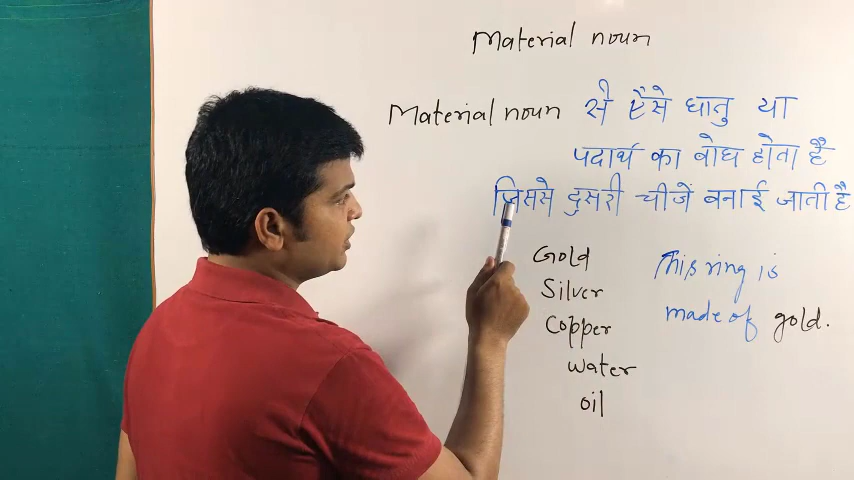 Material noun
Material noun से ऐसे धातु या
पदार्थ का बोध होता है
जिससे दुसरी चीजें बनाई जाती है
Gold
Silver
Copper
water
oil
This ring is
made of gold.